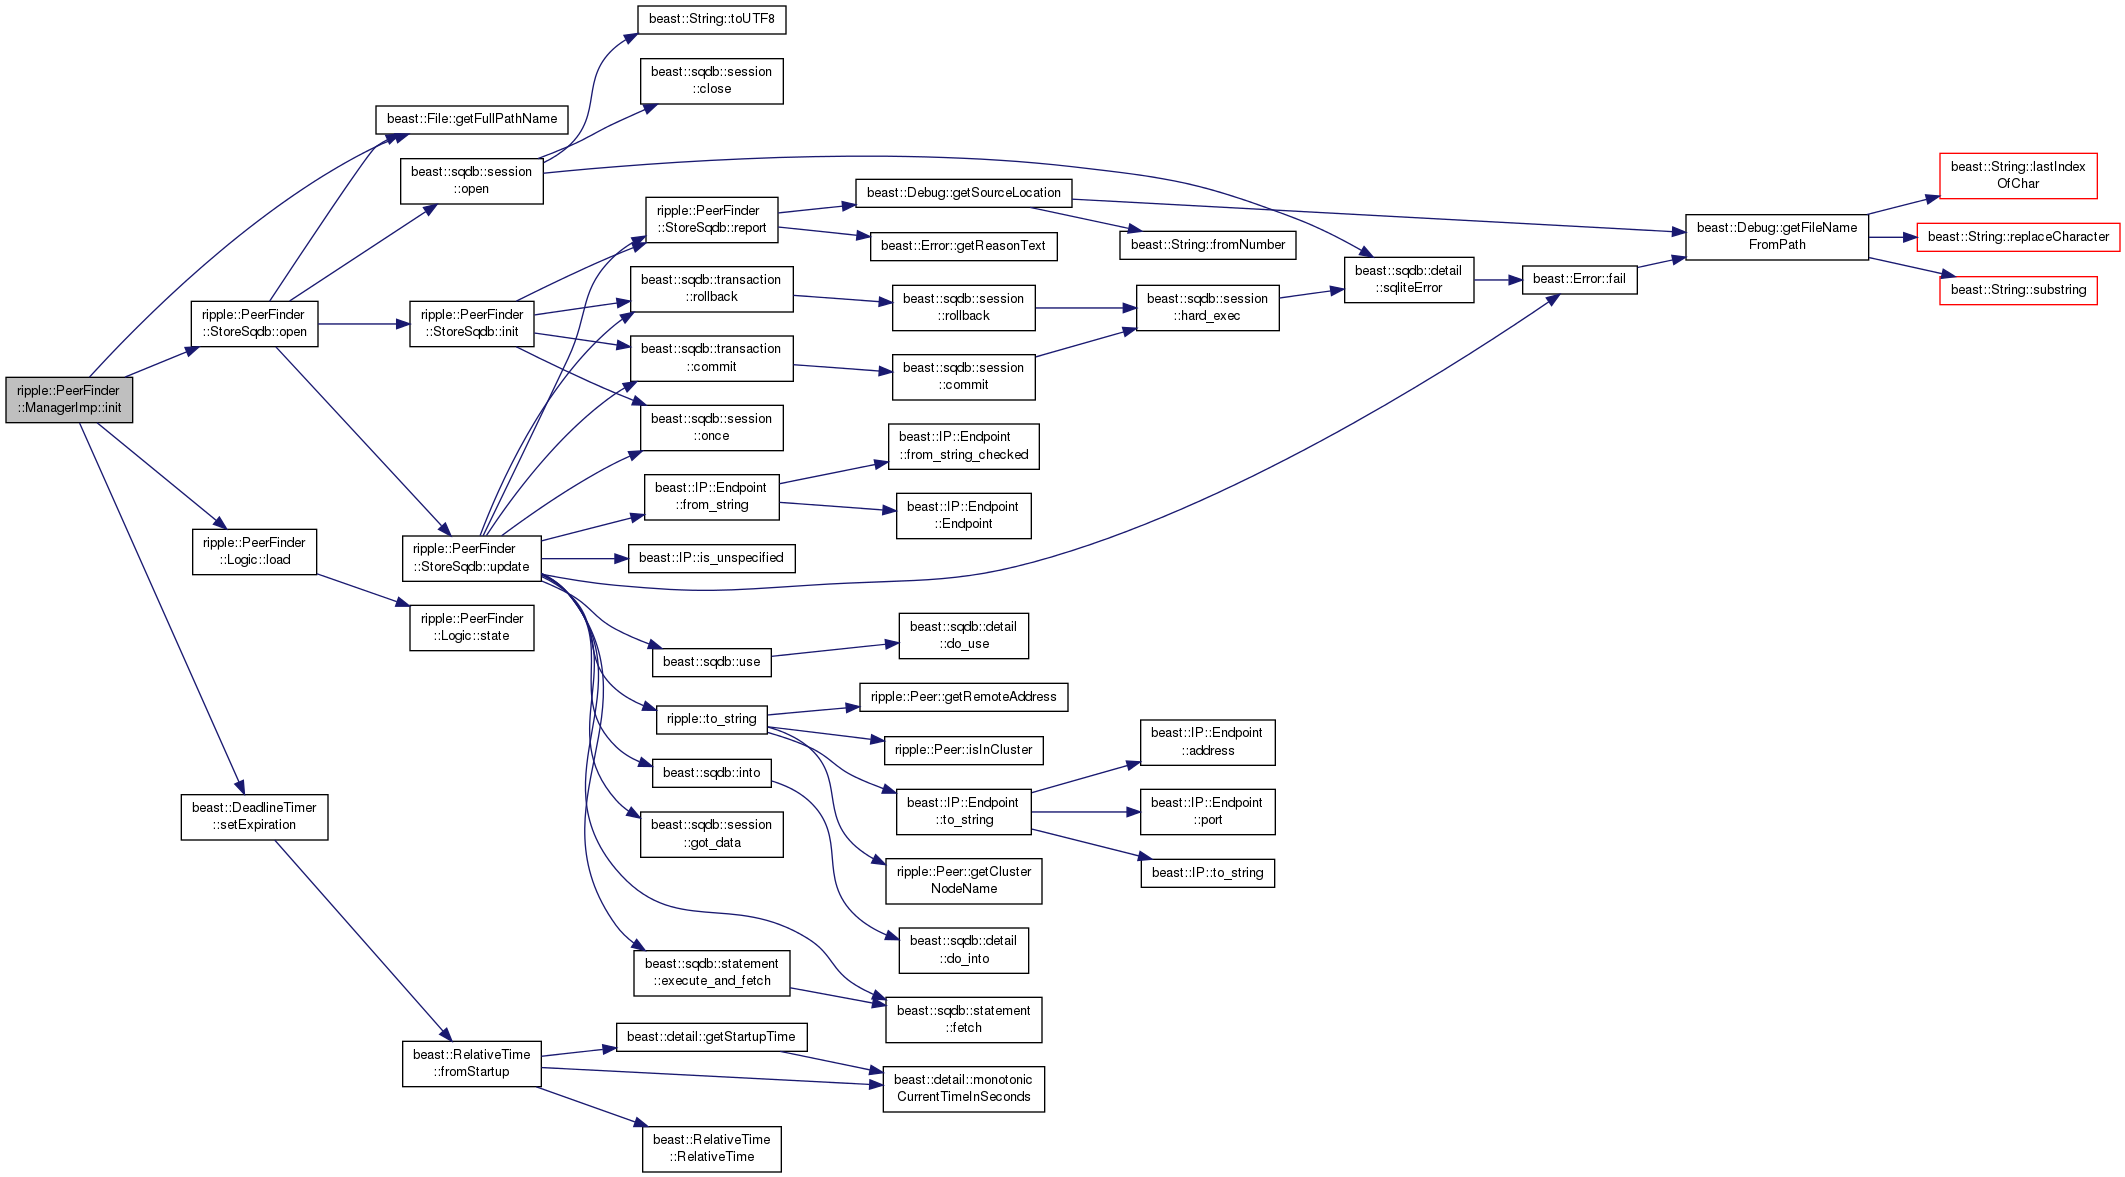 beast::String::toUTF8
beast::sqdb::session
::close
beast::File::getFullPathName
beast::sqdb::session
::open
ripple::PeerFinder
::StoreSqdb::report
beast::Debug::getSourceLocation
beast::Error::getReasonText
beast::String::fromNumber
beast::Debug::getFileName
FromPath
beast::String::lastIndex
OfChar
beast::String::replaceCharacter
beast::String::substring
beast::sqdb::detail
::sqliteError
beast::Error::fail
beast::sqdb::transaction
::rollback
beast::sqdb::session
::rollback
beast::sqdb::session
::hard_exec
ripple::PeerFinder
::StoreSqdb::open
ripple::PeerFinder
::StoreSqdb::init
beast::sqdb::transaction
::commit
beast::sqdb::session
::commit
ripple::PeerFinder
::ManagerImp::init
beast::sqdb::session
::once
beast::IP::Endpoint
::from_string_checked
beast::IP::Endpoint
::from_string
beast::IP::Endpoint
::Endpoint
ripple::PeerFinder
::Logic::load
ripple::PeerFinder
::StoreSqdb::update
beast::IP::is_unspecified
ripple::PeerFinder
::Logic::state
beast::sqdb::use
beast::sqdb::detail
::do_use
ripple::to_string
ripple::Peer::getRemoteAddress
ripple::Peer::isInCluster
beast::IP::Endpoint
::address
beast::sqdb::into
beast::IP::Endpoint
::to_string
beast::IP::Endpoint
::port
beast::DeadlineTimer
::setExpiration
beast::sqdb::session
::got_data
ripple::Peer::getCluster
NodeName
beast::IP::to_string
beast::sqdb::detail
::do_into
beast::sqdb::statement
::execute_and_fetch
beast::sqdb::statement
::fetch
beast::RelativeTime
::fromStartup
beast::detail::getStartupTime
beast::detail::monotonic
CurrentTimeInSeconds
beast::RelativeTime
::RelativeTime